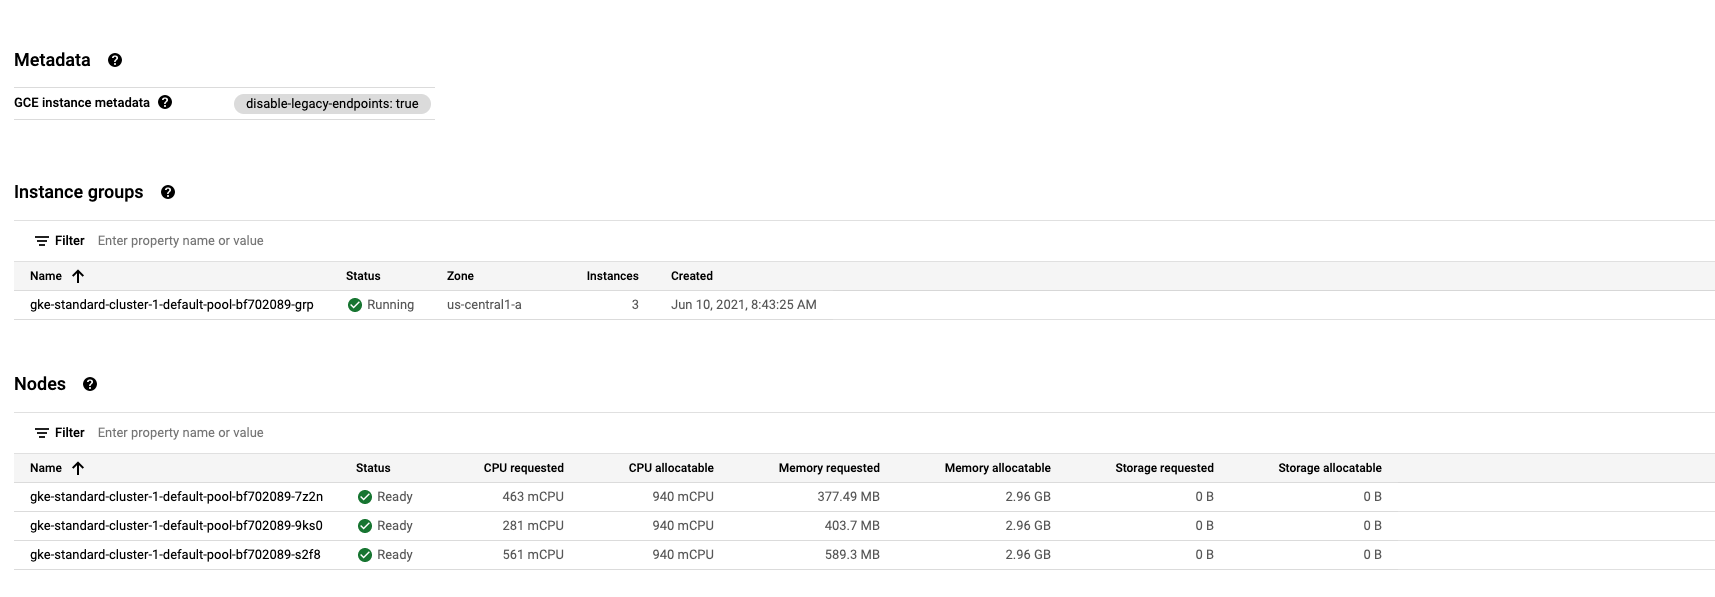 Metadata
GCE instance metadata disable-legacy-endpoints: true
Instance groups
Filter Enter property name or value
Name Status Zone Instances Created
gke-standard-cluster-1-default-pool-bf702089-grp Running us-central1-a 3 Jun 10, 2021, 8:43:25 AM
Nodes
Filter Enter property name or value
Name Status CPU requested CPU allocatable Memory requested Memory allocatable Storage requested Storage allocatable
gke-standard-cluster-1-default-pool-bf702089-7z2n Ready 463 mCPU 940 mCPU 377.49 MB 2.96 GB 0 B 0 B
gke-standard-cluster-1-default-pool-bf702089-9ks0 Ready 281 mCPU 940 mCPU 403.7 MB 2.96 GB 0 B 0 B
gke-standard-cluster-1-default-pool-bf702089-s2f8 Ready 561 mCPU 940 mCPU 589.3 MB 2.96 GB 0 B 0 B